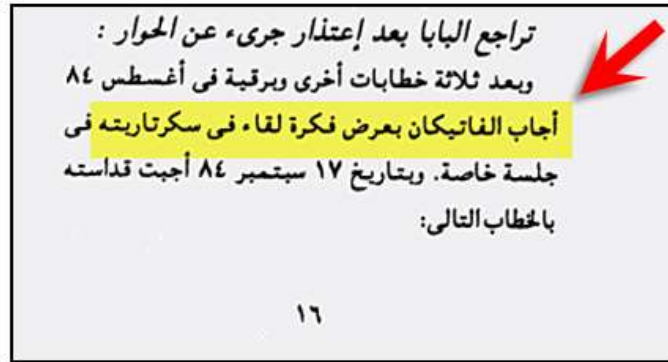 تراجع البابا بعد إعتذار جرىء عن الحوار :
وبعد ثلاثة خطابات أخرى وبرقية فى أغسطس ٨٤
أجاب الفاتيكان بعرض فكرة لقاء فى سكرتاريته فى
جلسة خاصة. وبتاريخ ١٧ سبتمبر ٨٤ أجبت قداسته
بالخطاب التالى:
١٦